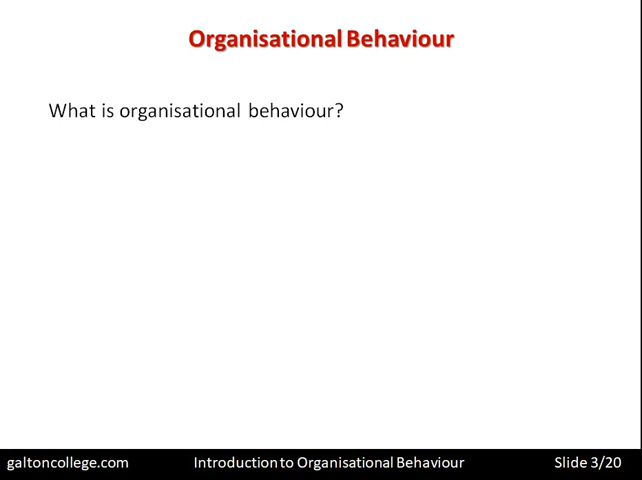 Organisational Behaviour
What is organisational behaviour?
galtoncollege.com Introduction to Organisational Behaviour Slide 3/20